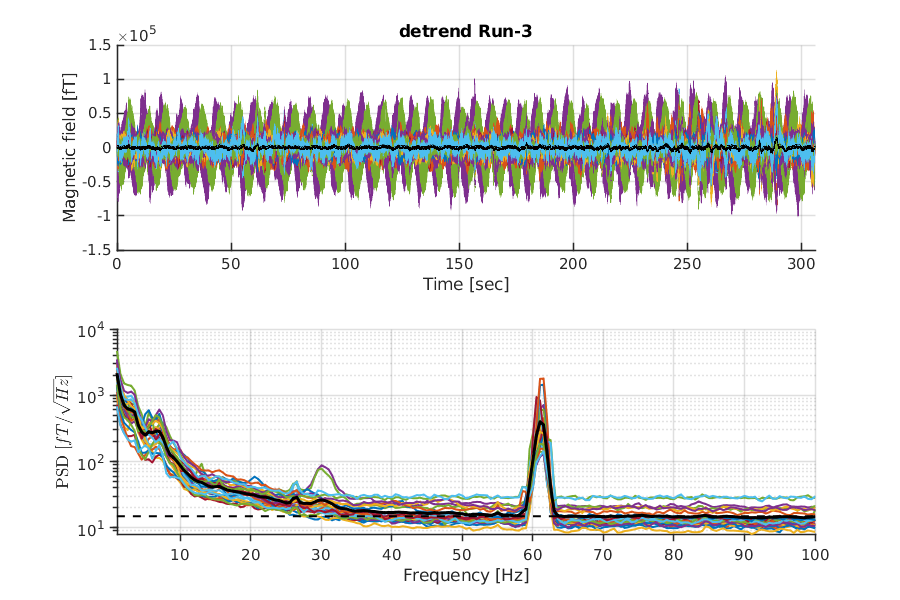 detrend Run-3
×10^5
1.5
1
0.5
0
-0.5
-1
-1.5
Magnetic field [fT]
0 50 100 150 200 250 300
Time [sec]
10^4
10^3
10^2
10^1
PSD [fT/√Hz]
10 20 30 40 50 60 70 80 90 100
Frequency [Hz]